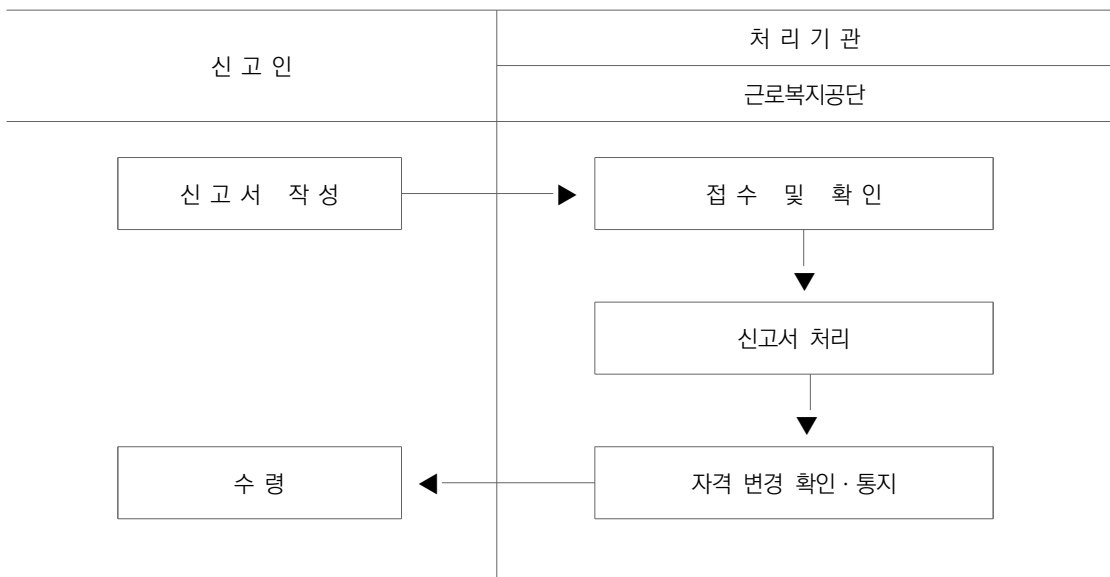 신 고 인
처 리 기 관
근로복지공단
신 고 서 작 성
접 수 및 확 인
신고서 처리
수 령
자격 변경 확인 · 통지